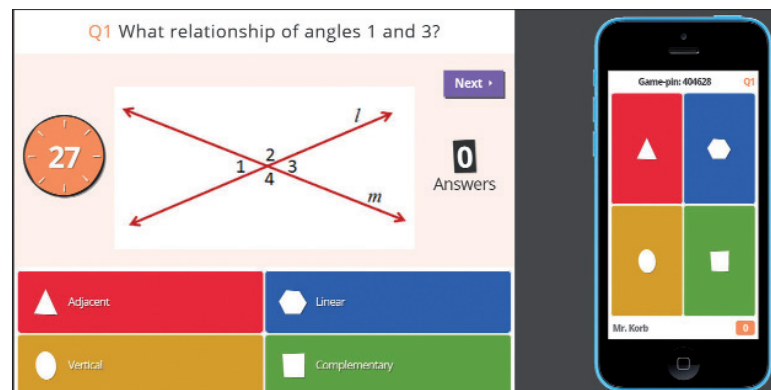 Q1 What relationship of angles 1 and 3?
Next
27
l
2
1
3
4
m
0
Answers
Adjacent
Linear
Vertical
Complementary
Game-pin: 404628 Q1
Mr. Korb 0